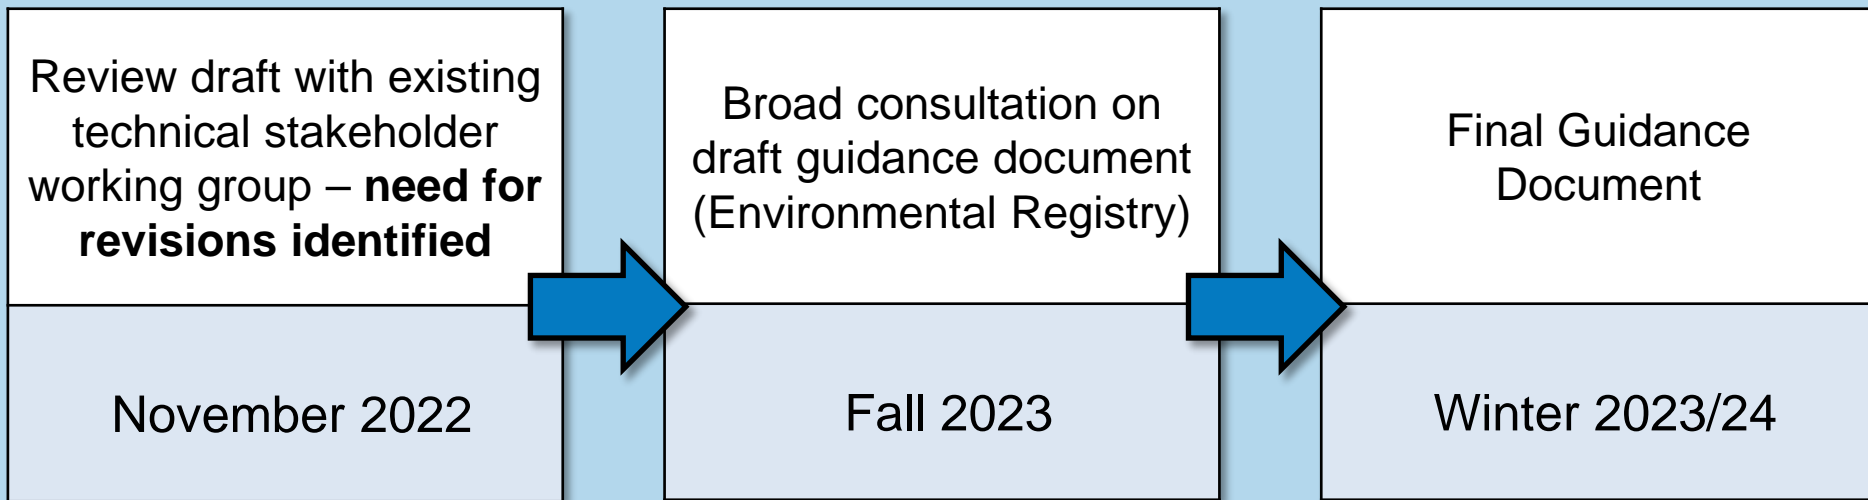 Review draft with existing
technical stakeholder
working group – need for
revisions identified
November 2022
Broad consultation on
draft guidance document
(Environmental Registry)
Fall 2023
Final Guidance
Document
Winter 2023/24